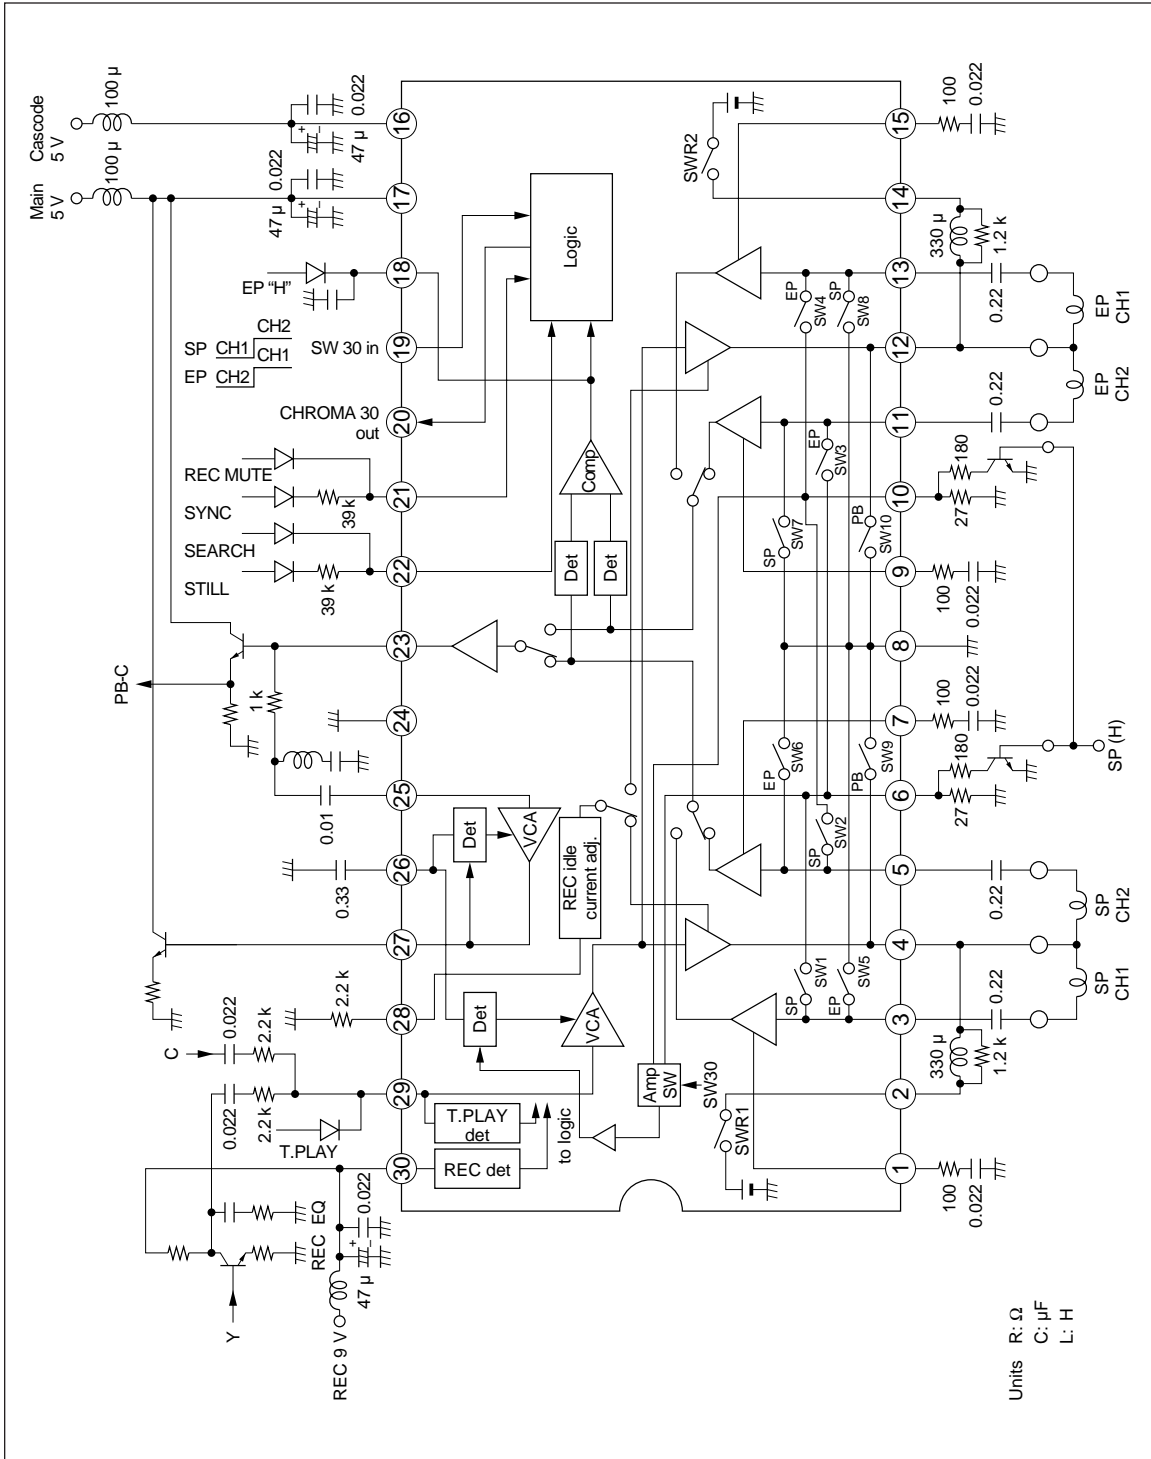 Cascode
5 V
100 µ
Main
5 V
100 µ
0.022
47 µ
0.022
47 µ
16
17
EP "H"
18
SP CH1 CH2
EP CH2 CH1
SW 30 in
19
CHROMA 30
out
20
REC MUTE
SYNC
39 k
21
SEARCH
STILL
39 k
22
PB-C
1 k
23
24
0.01
25
0.33
26
27
2.2 k
28
C
0.022
2.2 k
0.022
2.2 k
29
T.PLAY
30
REC EQ
0.022
47 µ
Y
REC 9 V
Logic
Comp
Det
Det
Det
VCA
REC idle
current adj.
Det
VCA
T.PLAY
det
REC det
to logic
Amp
SW
SW30
SWR1
SWR2
EP
SW4
SP
SW8
EP
SW3
SP
SW7
PB
SW10
EP
SW6
PB
SW9
SP
SW2
SP
SW1
EP
SW5
15
100
0.022
14
330 µ
1.2 k
13
0.22
EP
CH1
12
EP
CH2
11
0.22
10
180
27
9
100
0.022
8
7
100
0.022
6
180
27
SP (H)
5
0.22
SP
CH2
4
SP
CH1
3
0.22
330 µ
1.2 k
2
1
100
0.022
Units R: Ω
C: µF
L: H